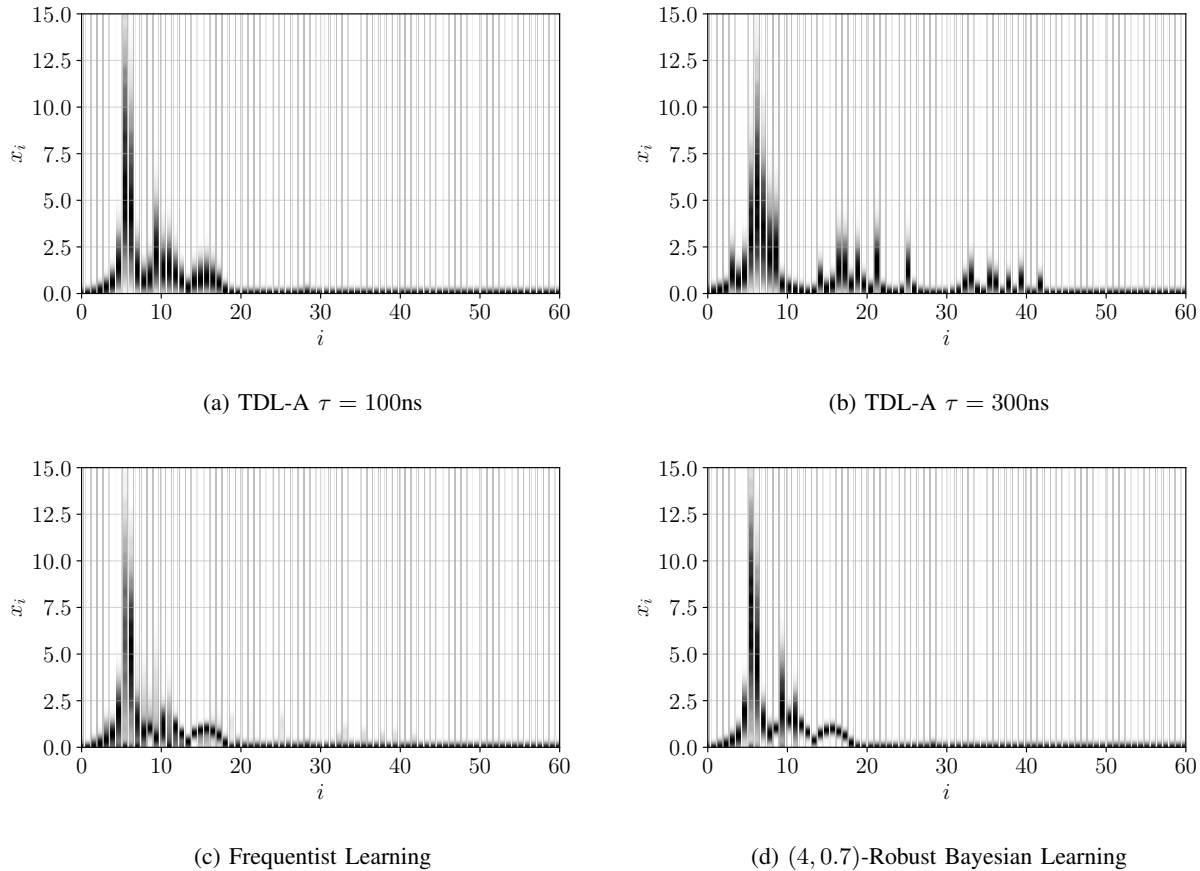 15.0
12.5
10.0
7.5
5.0
2.5
0.0
x_i
0 10 20 30 40 50 60
i
(a) TDL-A τ = 100ns
15.0
12.5
10.0
7.5
5.0
2.5
0.0
x_i
0 10 20 30 40 50 60
i
(b) TDL-A τ = 300ns
15.0
12.5
10.0
7.5
5.0
2.5
0.0
x_i
0 10 20 30 40 50 60
i
(c) Frequentist Learning
15.0
12.5
10.0
7.5
5.0
2.5
0.0
x_i
0 10 20 30 40 50 60
i
(d) (4, 0.7)-Robust Bayesian Learning